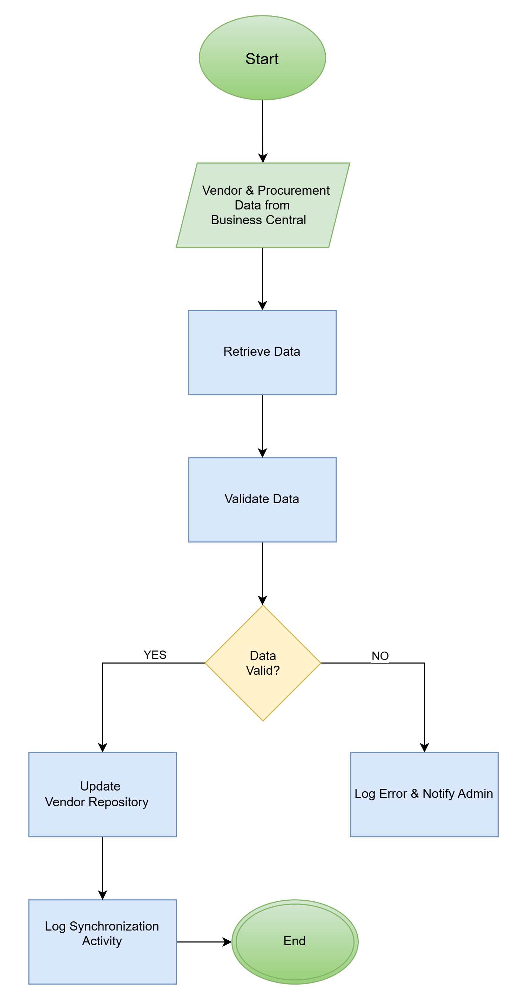 Start
Vendor & Procurement
Data from
Business Central
Retrieve Data
Validate Data
Data
Valid?
YES
NO
Update
Vendor Repository
Log Error & Notify Admin
Log Synchronization
Activity
End